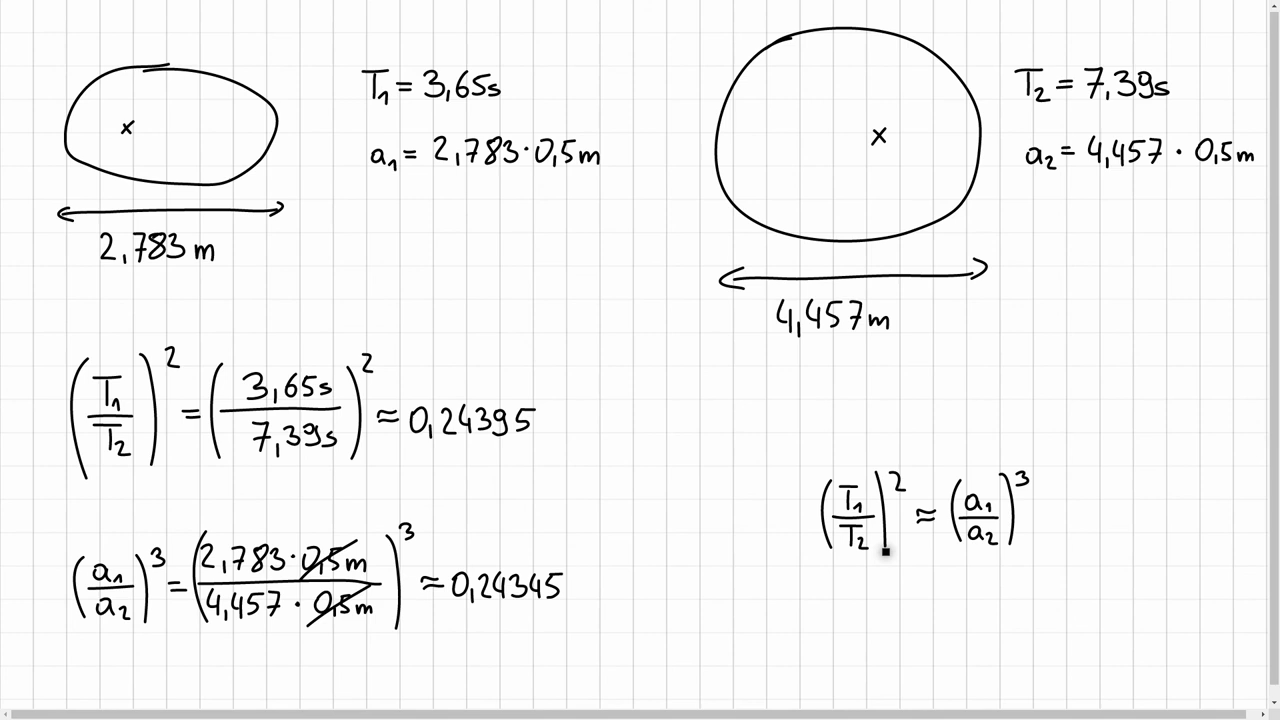 T₁ = 3,65s
a₁ = 2,783 · 0,5m
2,783 m
T₂ = 7,39s
a₂ = 4,457 · 0,5m
4,457m
(T₁/T₂)² = (3,65s/7,39s)² ≈ 0,24395
(T₁/T₂)² ≈ (a₁/a₂)³
(a₁/a₂)³ = (2,783 · 0,5m/4,457 · 0,5m)³ ≈ 0,24345